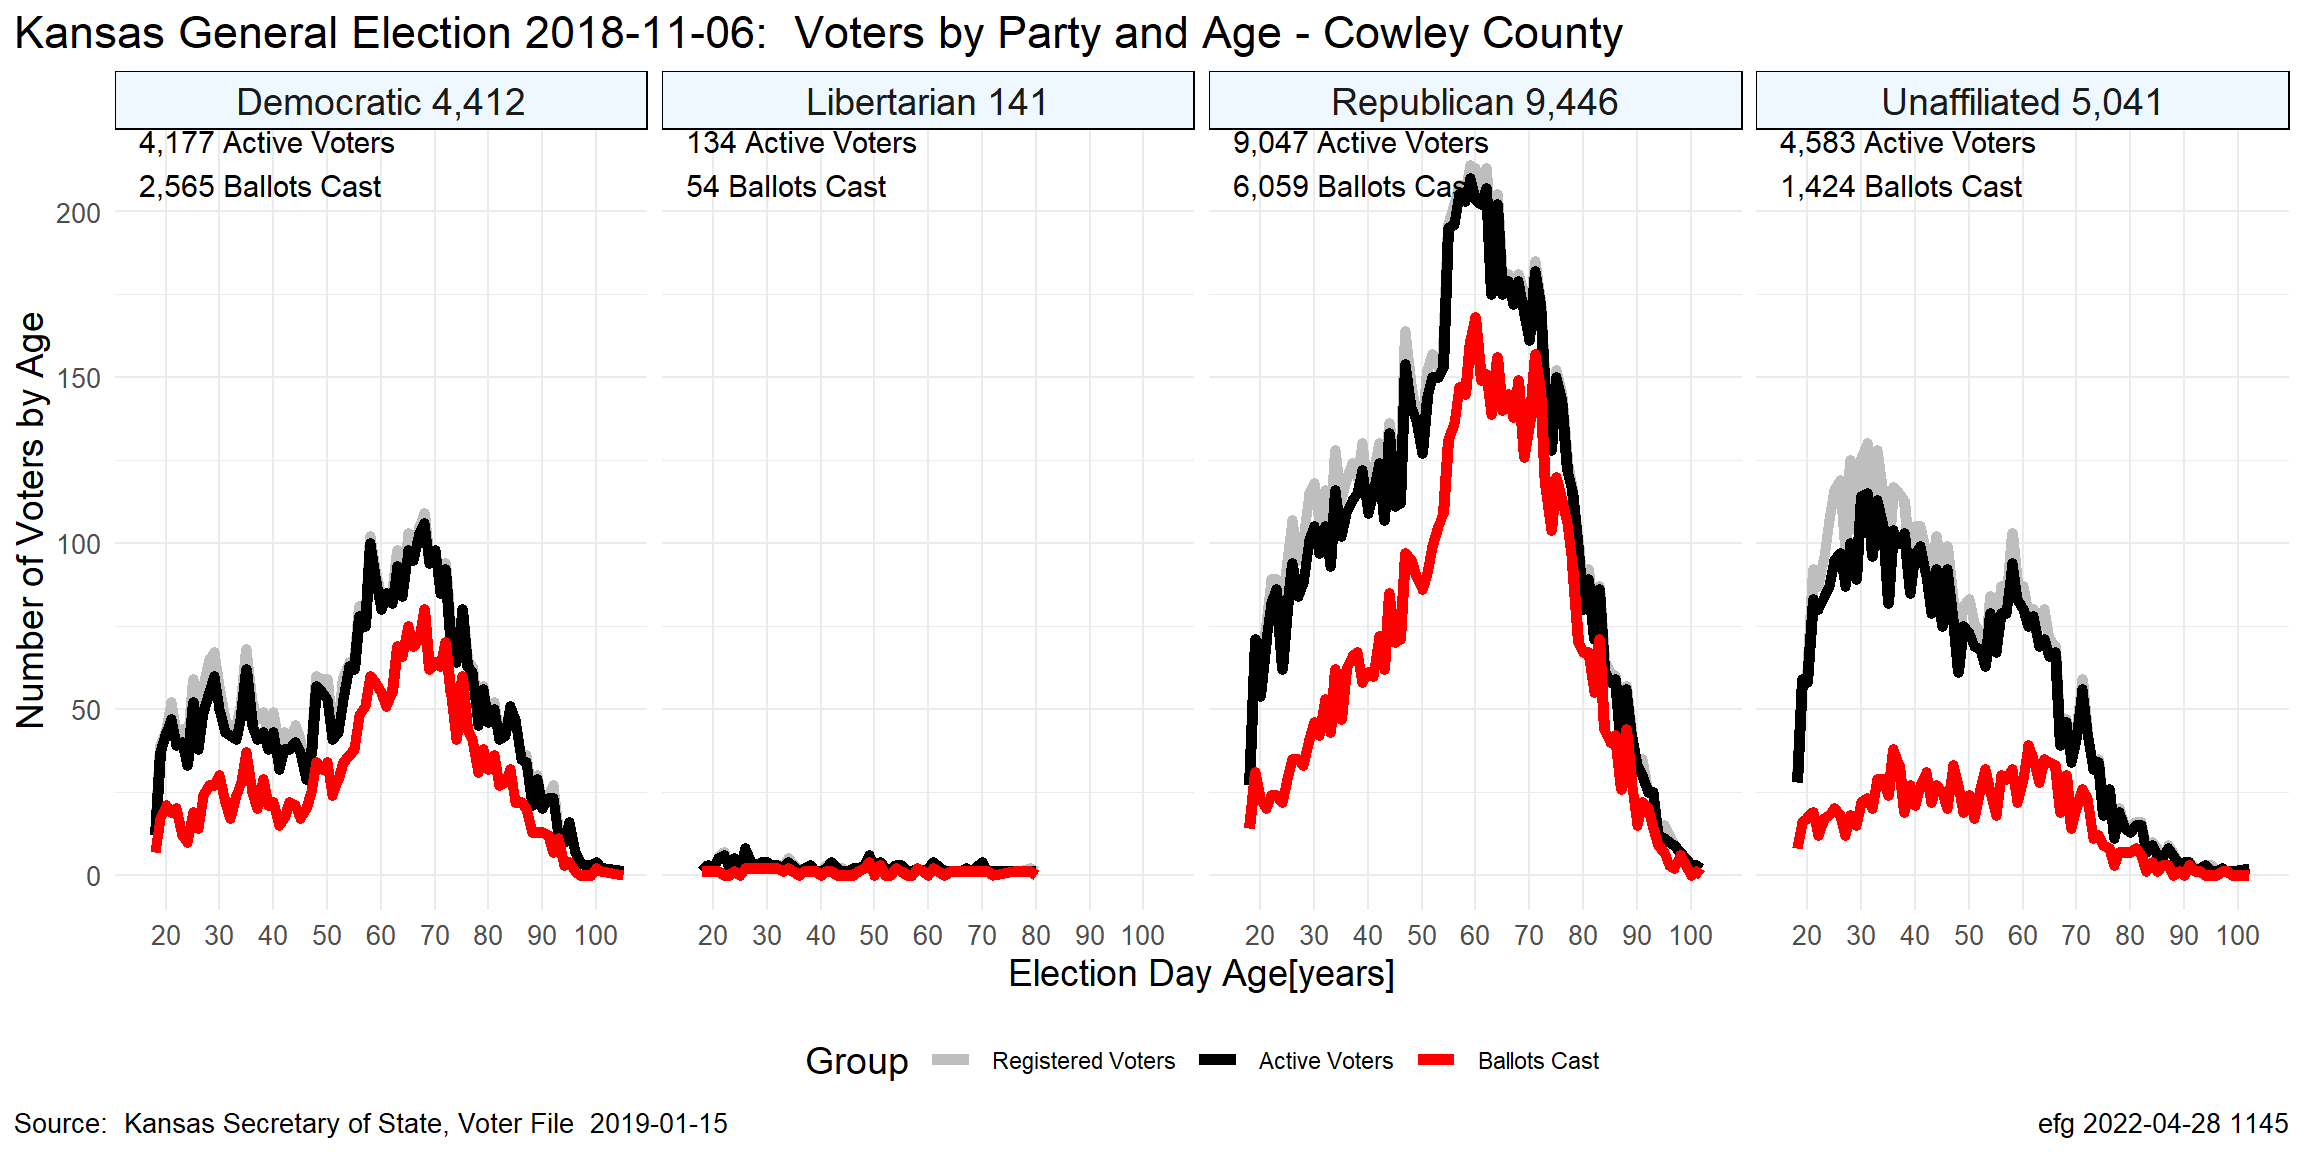 Kansas General Election 2018-11-06:  Voters by Party and Age - Cowley County
Democratic 4,412
Libertarian 141
Republican 9,446
Unaffiliated 5,041
4,177 Active Voters
2,565 Ballots Cast
134 Active Voters
54 Ballots Cast
9,047 Active Voters
6,059 Ballots Cast
4,583 Active Voters
1,424 Ballots Cast
Number of Voters by Age
200
150
100
50
0
20 30 40 50 60 70 80 90 100
20 30 40 50 60 70 80 90 100
20 30 40 50 60 70 80 90 100
20 30 40 50 60 70 80 90 100
Election Day Age[years]
Group Registered Voters Active Voters Ballots Cast
Source:  Kansas Secretary of State, Voter File  2019-01-15
efg 2022-04-28 1145